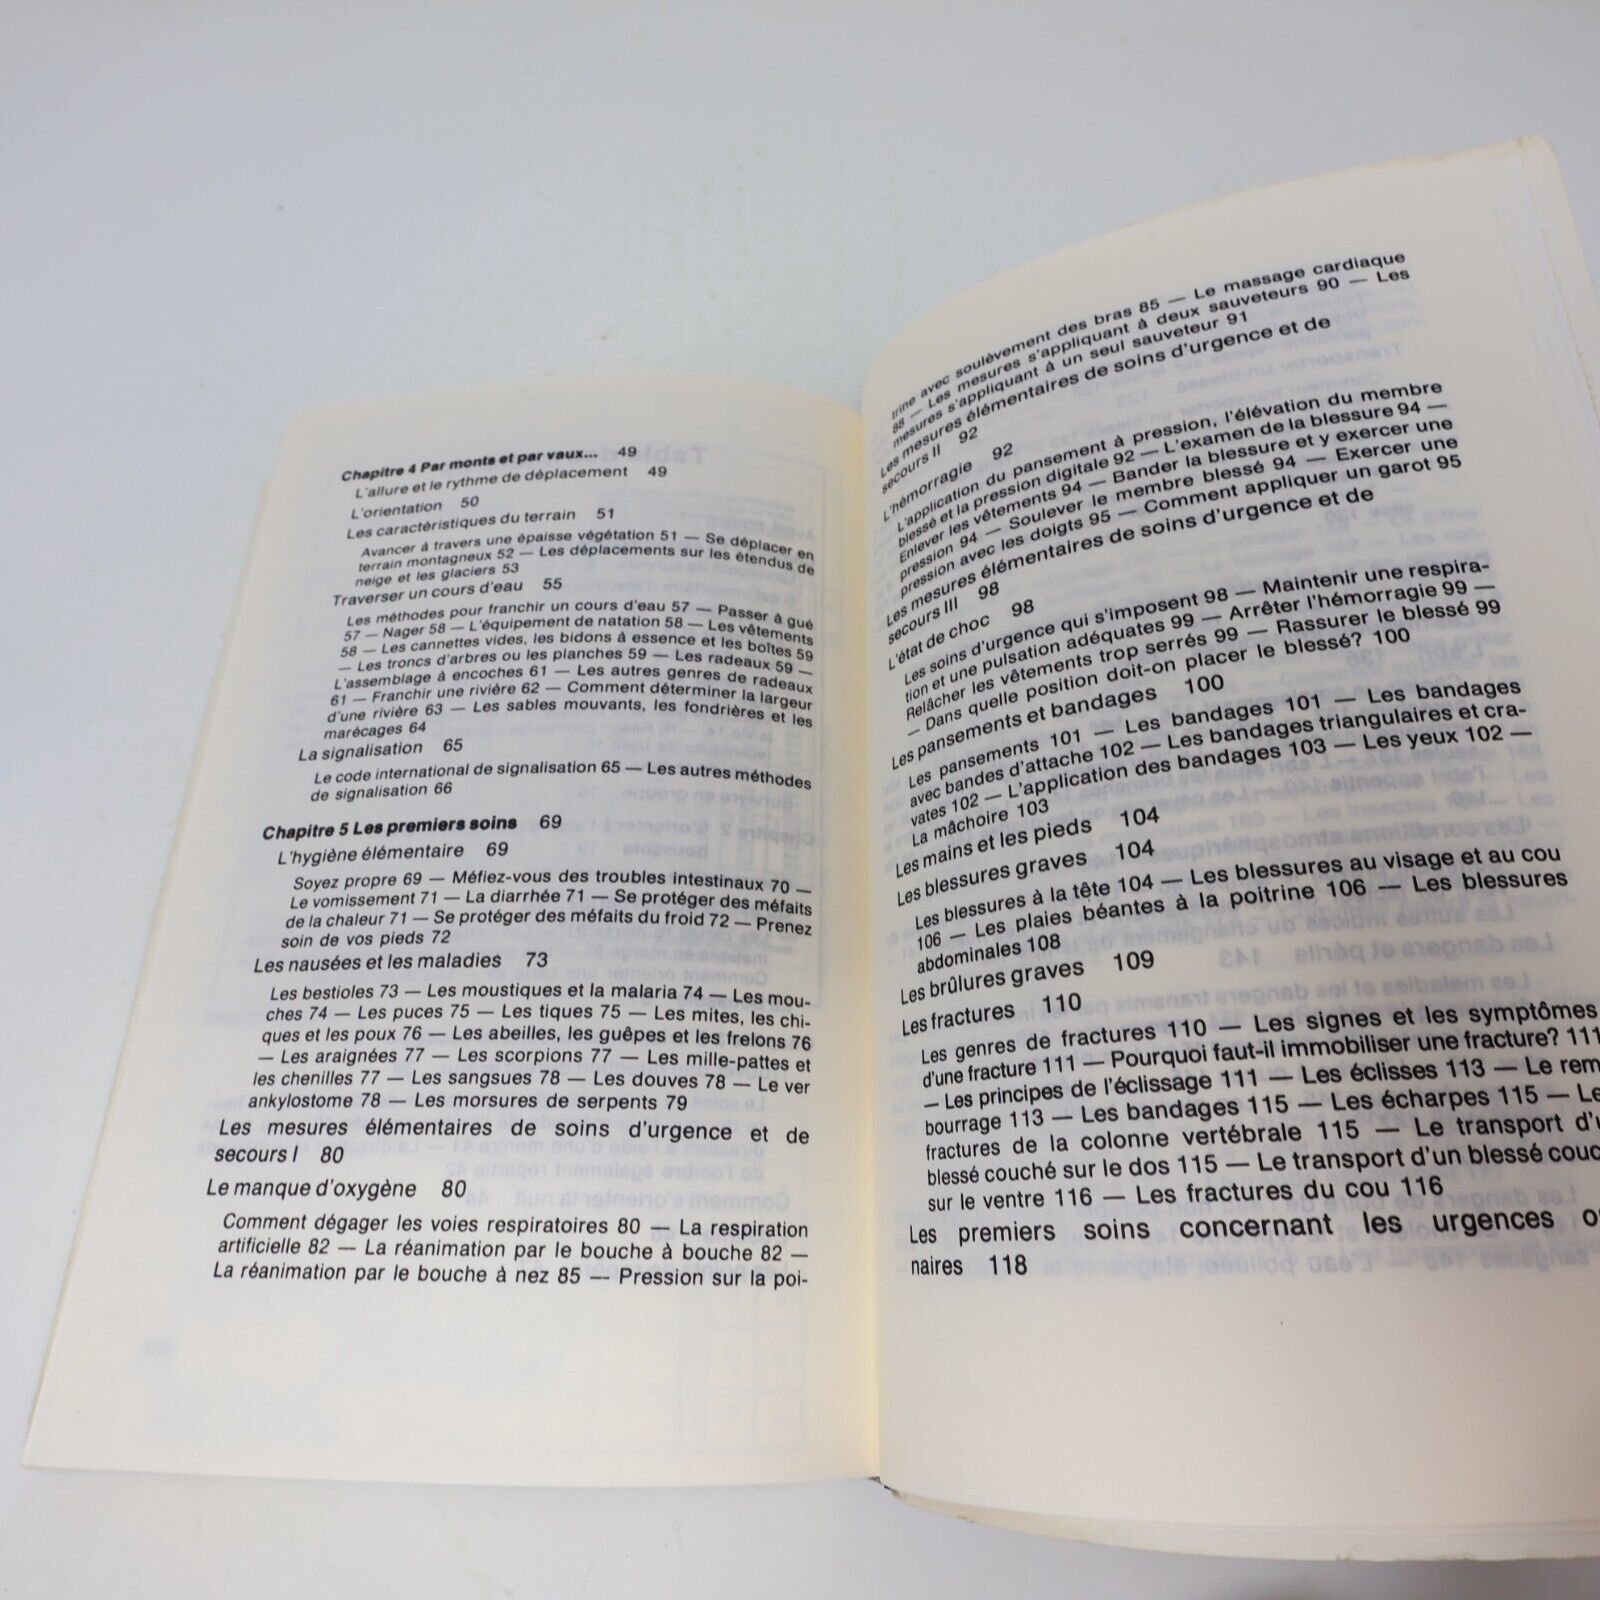 Chapitre 4 Par monts et par vaux... 49
L'allure et le rythme de déplacement 49
L'orientation 50
Les caractéristiques du terrain 51
Avancer à travers une épaisse végétation 51 — Se déplacer en
terrain montagneux 52 — Les déplacements sur les étendus de
neige et les glaciers 53
Traverser un cours d'eau 55
Les méthodes pour franchir un cours d'eau 57 — Passer à gué
57 — Nager 58 — L'équipement de natation 58 — Les vêtements
58 — Les cannettes vides, les bidons à essence et les boîtes 59
— Les troncs d'arbres ou les planches 59 — Les radeaux 59 —
L'assemblage à encoches 61 — Les autres genres de radeaux
61 — Franchir une rivière 62 — Comment déterminer la largeur
d'une rivière 63 — Les sables mouvants, les fondrières et les
marécages 64
La signalisation 65
Le code international de signalisation 65 — Les autres méthodes
de signalisation 66
Chapitre 5 Les premiers soins 69
L'hygiène élémentaire 69
Soyez propre 69 — Méfiez-vous des troubles intestinaux 70 —
Le vomissement 71 — La diarrhée 71 — Se protéger des méfaits
de la chaleur 71 — Se protéger des méfaits du froid 72 — Prenez
soin de vos pieds 72
Les nausées et les maladies 73
Les bestioles 73 — Les moustiques et la malaria 74 — Les mou-
ches 74 — Les puces 75 — Les tiques 75 — Les mites, les chi-
ques et les poux 76 — Les abeilles, les guêpes et les frelons 76
— Les araignées 77 — Les scorpions 77 — Les mille-pattes et
les chenilles 77 — Les sangsues 78 — Les douves 78 — Le ver
ankylostome 78 — Les morsures de serpents 79
Les mesures élémentaires de soins d'urgence et de
secours I 80
Le manque d'oxygène 80
Comment dégager les voies respiratoires 80 — La respiration
artificielle 82 — La réanimation par le bouche à bouche 82 —
La réanimation par le bouche à nez 85 — Pression sur la poi-
trine avec soulèvement des bras 85 — Le massage cardiaque
88 — Les mesures s'appliquant à deux sauveteurs 90 — Les
mesures s'appliquant à un seul sauveteur 91
Les mesures élémentaires de soins d'urgence et de
secours II 92
L'hémorragie 92
L'application du pansement à pression, l'élévation du membre
blessé et la pression digitale 92 — L'examen de la blessure 94 —
Enlever les vêtements 94 — Bander la blessure et y exercer une
pression 94 — Soulever le membre blessé 94 — Exercer une
pression avec les doigts 95 — Comment appliquer un garot 95
Les mesures élémentaires de soins d'urgence et de
secours III 98
L'état de choc 98
Les soins d'urgence qui s'imposent 98 — Maintenir une respira-
tion et une pulsation adéquates 99 — Arrêter l'hémorragie 99 —
Relâcher les vêtements trop serrés 99 — Rassurer le blessé 99
— Dans quelle position doit-on placer le blessé? 100
Les pansements et bandages 100
Les pansements 101 — Les bandages 101 — Les bandages
avec bandes d'attache 102 — Les bandages triangulaires et cra-
vates 102 — L'application des bandages 103 — Les yeux 102 —
La mâchoire 103
Les mains et les pieds 104
Les blessures graves 104
Les blessures à la tête 104 — Les blessures au visage et au cou
106 — Les plaies béantes à la poitrine 106 — Les blessures
abdominales 108
Les brûlures graves 109
Les fractures 110
Les genres de fractures 110 — Les signes et les symptômes
d'une fracture 111 — Pourquoi faut-il immobiliser une fracture? 111
— Les principes de l'éclissage 111 — Les éclisses 113 — Le rem
bourrage 113 — Les bandages 115 — Les écharpes 115 — Le
fractures de la colonne vertébrale 115 — Le transport d'u
blessé couché sur le dos 115 — Le transport d'un blessé couc
sur le ventre 116 — Les fractures du cou 116
Les premiers soins concernant les urgences o
naires 118